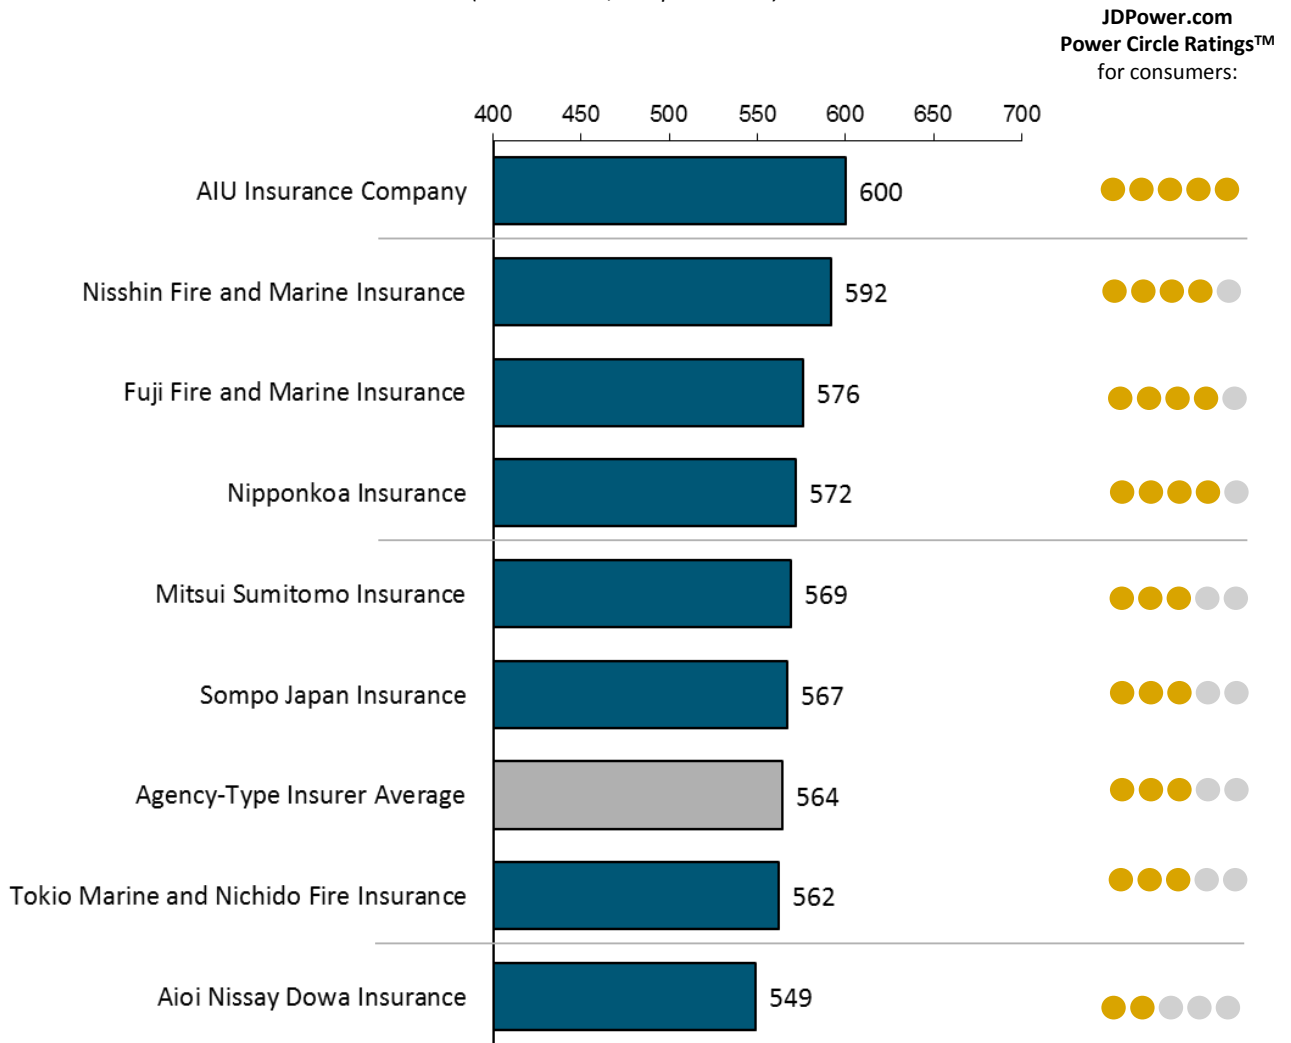 JDPower.com
Power Circle Ratings™
for consumers:
400 450 500 550 600 650 700
AIU Insurance Company 600
Nisshin Fire and Marine Insurance 592
Fuji Fire and Marine Insurance 576
Nipponkoa Insurance 572
Mitsui Sumitomo Insurance 569
Sompo Japan Insurance 567
Agency-Type Insurer Average 564
Tokio Marine and Nichido Fire Insurance 562
Aioi Nissay Dowa Insurance 549